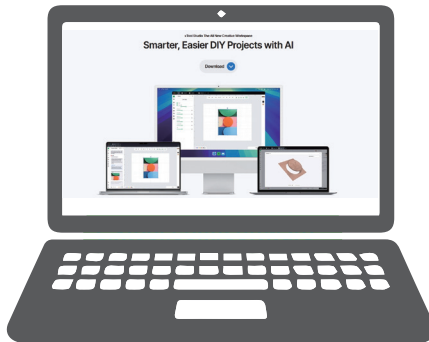 xTool Studio The All New Creative Workspace
Smarter, Easier DIY Projects with AI
Download